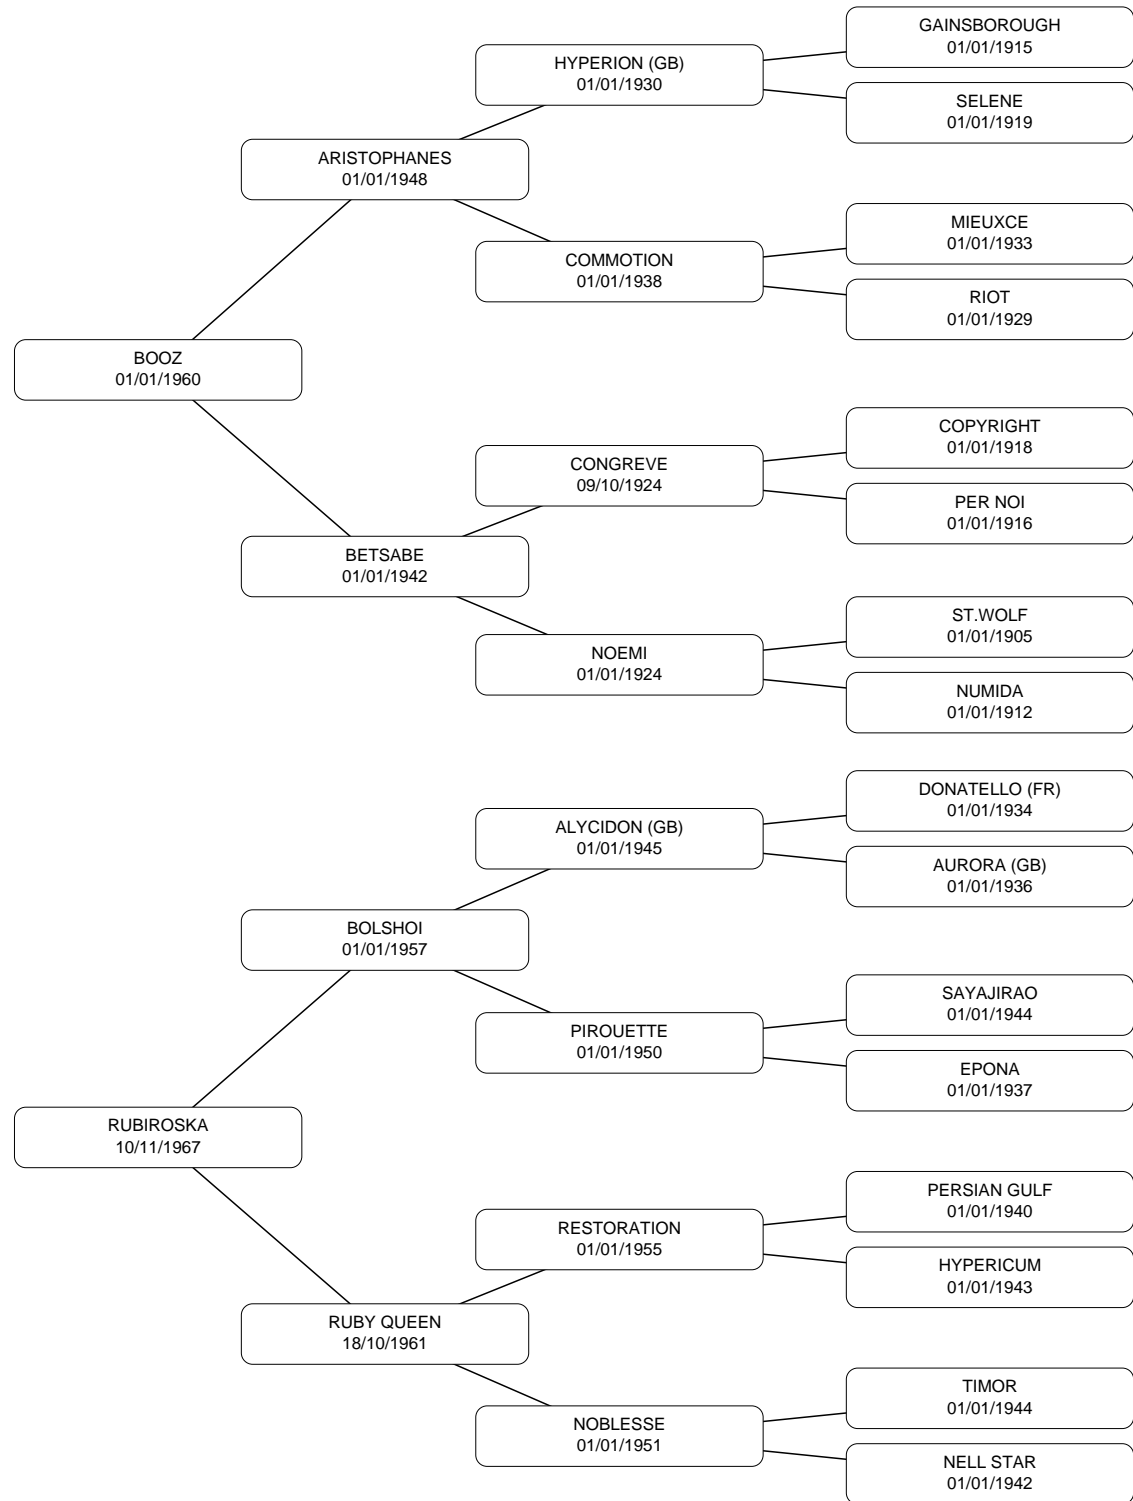 GAINSBOROUGH
01/01/1915
HYPERION (GB)
01/01/1930
SELENE
01/01/1919
ARISTOPHANES
01/01/1948
MIEUXCE
01/01/1933
COMMOTION
01/01/1938
RIOT
01/01/1929
BOOZ
01/01/1960
COPYRIGHT
01/01/1918
CONGREVE
09/10/1924
PER NOI
01/01/1916
BETSABE
01/01/1942
ST.WOLF
01/01/1905
NOEMI
01/01/1924
NUMIDA
01/01/1912
DONATELLO (FR)
01/01/1934
ALYCIDON (GB)
01/01/1945
AURORA (GB)
01/01/1936
BOLSHOI
01/01/1957
SAYAJIRAO
01/01/1944
PIROUETTE
01/01/1950
EPONA
01/01/1937
RUBIROSKA
10/11/1967
PERSIAN GULF
01/01/1940
RESTORATION
01/01/1955
HYPERICUM
01/01/1943
RUBY QUEEN
18/10/1961
TIMOR
01/01/1944
NOBLESSE
01/01/1951
NELL STAR
01/01/1942